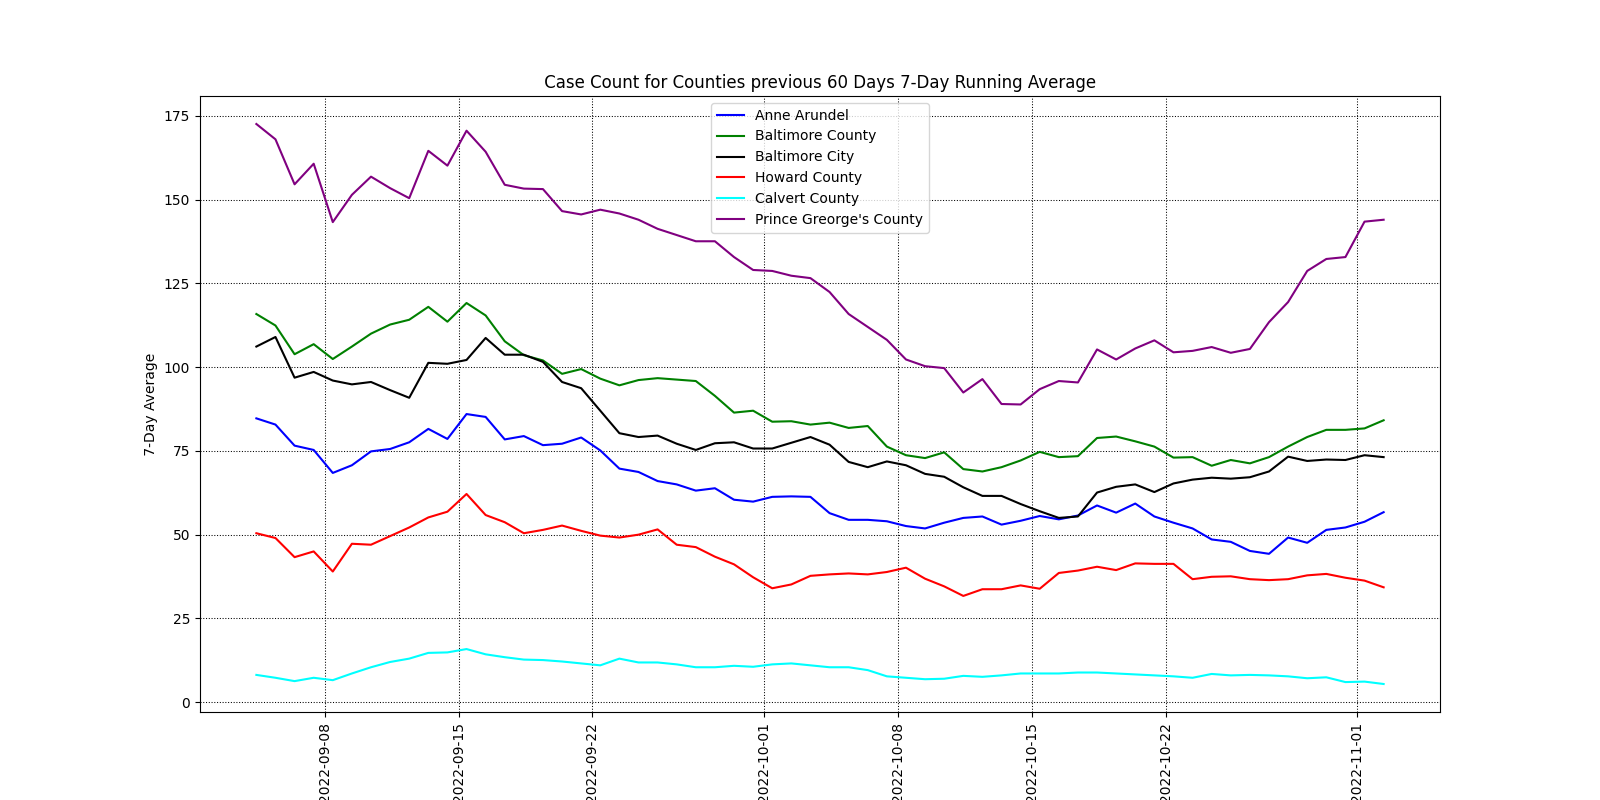 Case Count for Counties previous 60 Days 7-Day Running Average
175
150
125
100
75
50
25
0
7-Day Average
Anne Arundel
Baltimore County
Baltimore City
Howard County
Calvert County
Prince Greorge's County
2022-09-08
2022-09-15
2022-09-22
2022-10-01
2022-10-08
2022-10-15
2022-10-22
2022-11-01